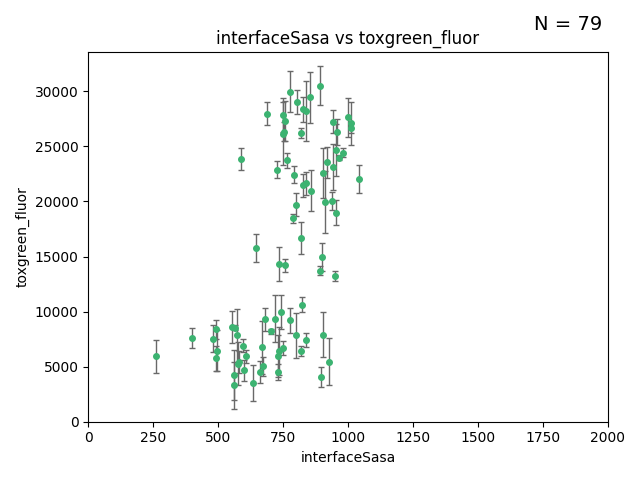 N = 79
interfaceSasa vs toxgreen_fluor
30000
25000
20000
15000
10000
5000
0
toxgreen_fluor
0 250 500 750 1000 1250 1500 1750 2000
interfaceSasa